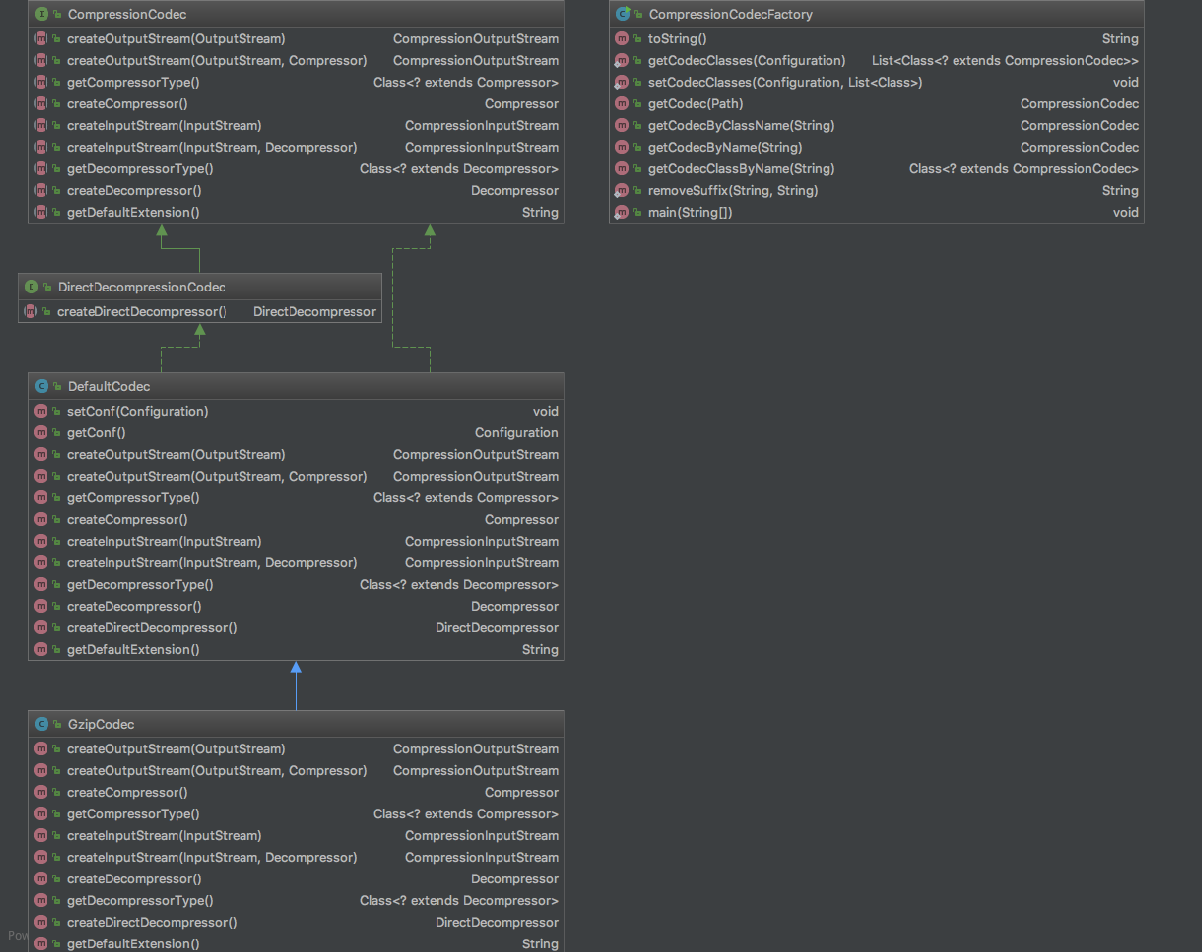 CompressionCodec
createOutputStream(OutputStream) CompressionOutputStream
createOutputStream(OutputStream, Compressor) CompressionOutputStream
getCompressorType() Class<? extends Compressor>
createCompressor() Compressor
createInputStream(InputStream) CompressionInputStream
createInputStream(InputStream, Decompressor) CompressionInputStream
getDecompressorType() Class<? extends Decompressor>
createDecompressor() Decompressor
getDefaultExtension() String
CompressionCodecFactory
toString() String
getCodecClasses(Configuration) List<Class<? extends CompressionCodec>>
setCodecClasses(Configuration, List<Class>) void
getCodec(Path) CompressionCodec
getCodecByClassName(String) CompressionCodec
getCodecByName(String) CompressionCodec
getCodecClassByName(String) Class<? extends CompressionCodec>
removeSuffix(String, String) String
main(String[]) void
DirectDecompressionCodec
createDirectDecompressor() DirectDecompressor
DefaultCodec
setConf(Configuration) void
getConf() Configuration
createOutputStream(OutputStream) CompressionOutputStream
createOutputStream(OutputStream, Compressor) CompressionOutputStream
getCompressorType() Class<? extends Compressor>
createCompressor() Compressor
createInputStream(InputStream) CompressionInputStream
createInputStream(InputStream, Decompressor) CompressionInputStream
getDecompressorType() Class<? extends Decompressor>
createDecompressor() Decompressor
createDirectDecompressor() DirectDecompressor
getDefaultExtension() String
GzipCodec
createOutputStream(OutputStream) CompressionOutputStream
createOutputStream(OutputStream, Compressor) CompressionOutputStream
createCompressor() Compressor
getCompressorType() Class<? extends Compressor>
createInputStream(InputStream) CompressionInputStream
createInputStream(InputStream, Decompressor) CompressionInputStream
createDecompressor() Decompressor
getDecompressorType() Class<? extends Decompressor>
createDirectDecompressor() DirectDecompressor
getDefaultExtension() String